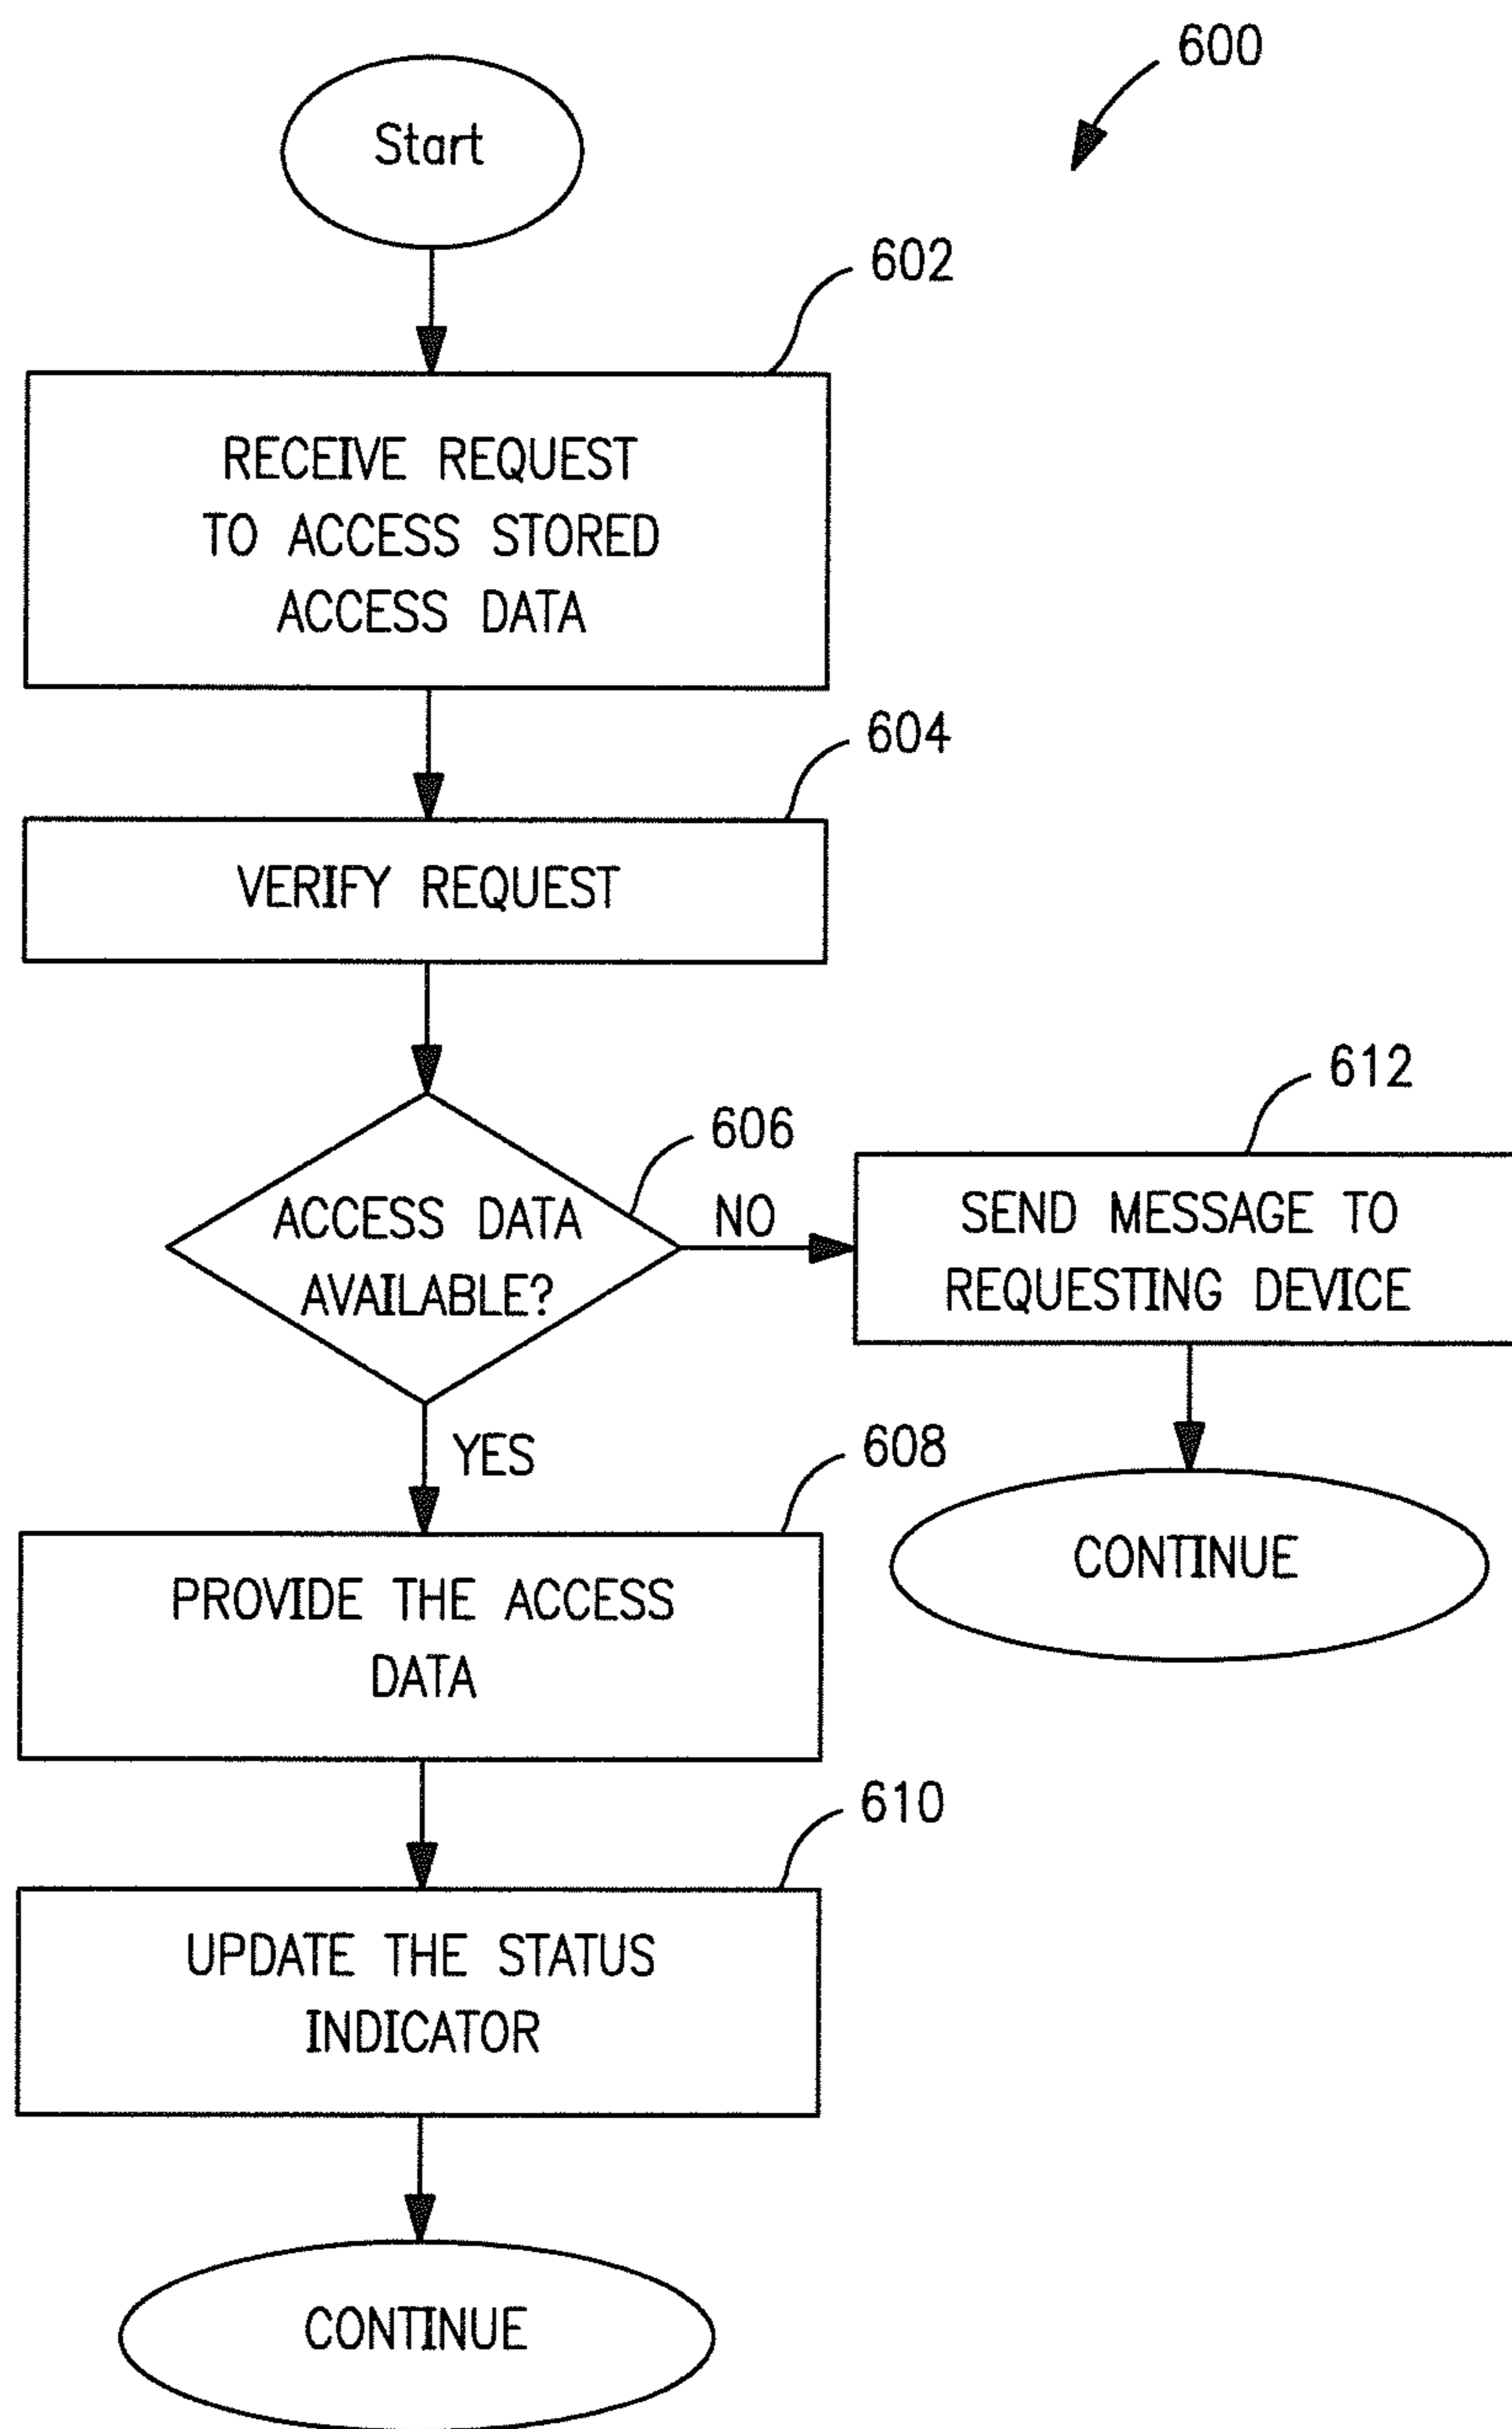 600
Start
602
RECEIVE REQUEST
TO ACCESS STORED
ACCESS DATA
604
VERIFY REQUEST
606
ACCESS DATA
AVAILABLE?
NO
612
SEND MESSAGE TO
REQUESTING DEVICE
CONTINUE
YES
608
PROVIDE THE ACCESS
DATA
610
UPDATE THE STATUS
INDICATOR
CONTINUE